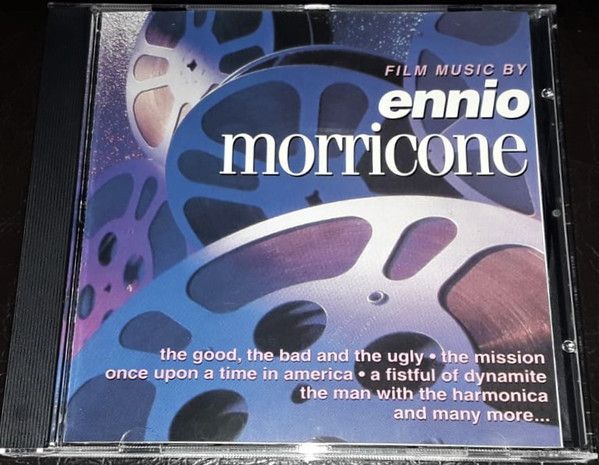 FILM MUSIC BY
ennio
morricone
the good, the bad and the ugly • the mission
once upon a time in america • a fistful of dynamite
the man with the harmonica
and many more...